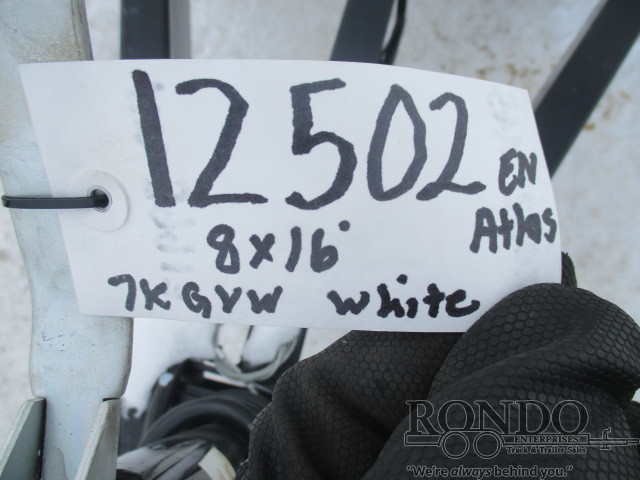 12502 EN
Atlas
8x16'
7K GVW White
RONDO
ENTERPRISES
Truck & Trailer Sales
"We're always behind you."